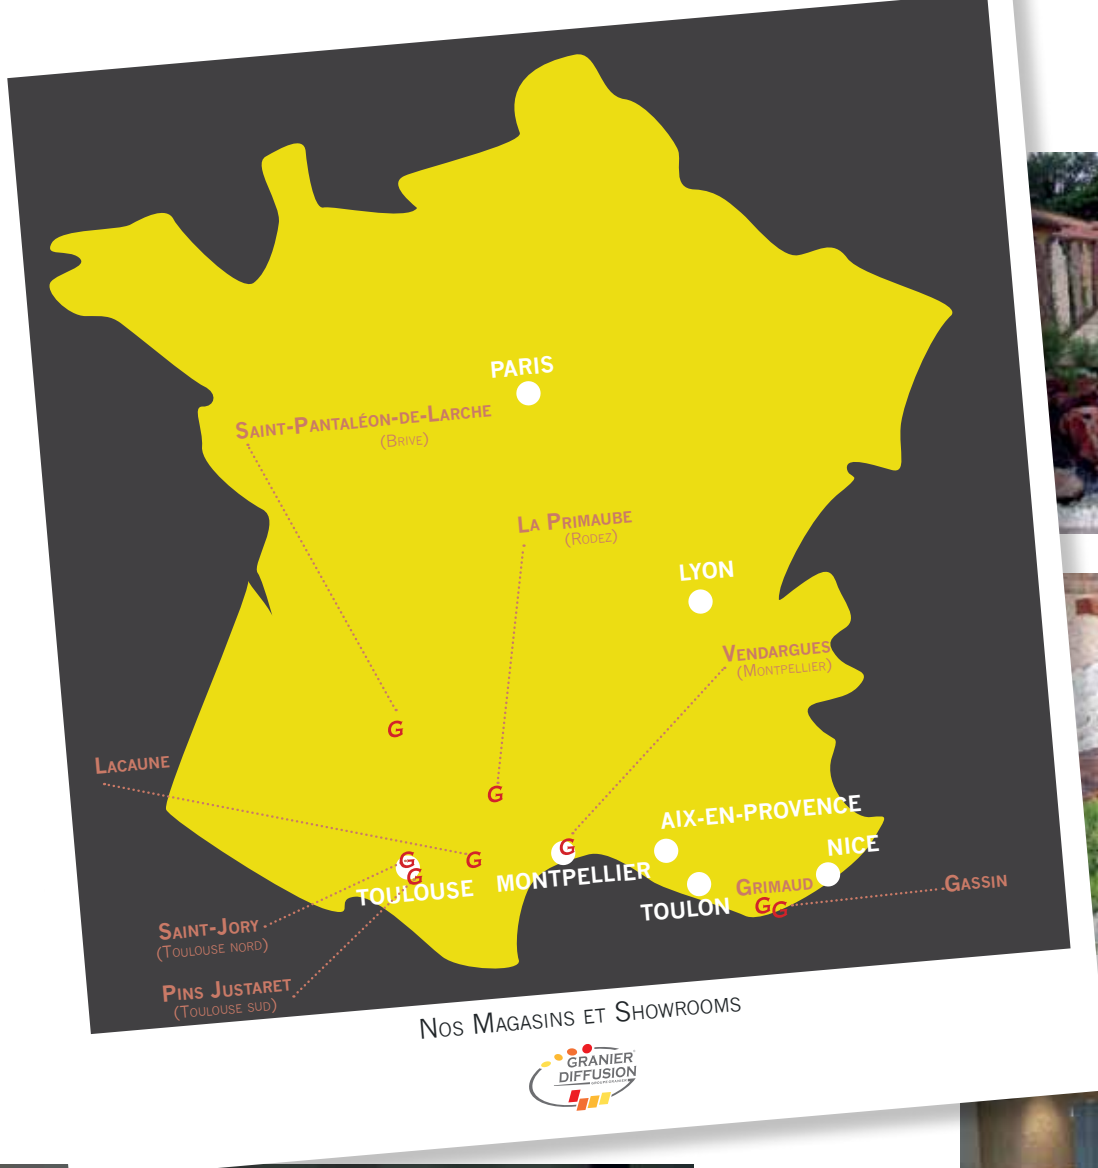 PARIS
Saint-Pantaléon-de-Larche
(Brive)
La Primaube
(Rodez)
LYON
Vendargues
(Montpellier)
G
Lacaune
G
AIX-EN-PROVENCE
G
G
G
G
NICE
MONTPELLIER
TOULOUSE
Grimaud
Gassin
TOULON
G
G
Saint-Jory
(Toulouse nord)
Pins Justaret
(Toulouse sud)
Nos Magasins et Showrooms
GRANIER
DIFFUSION